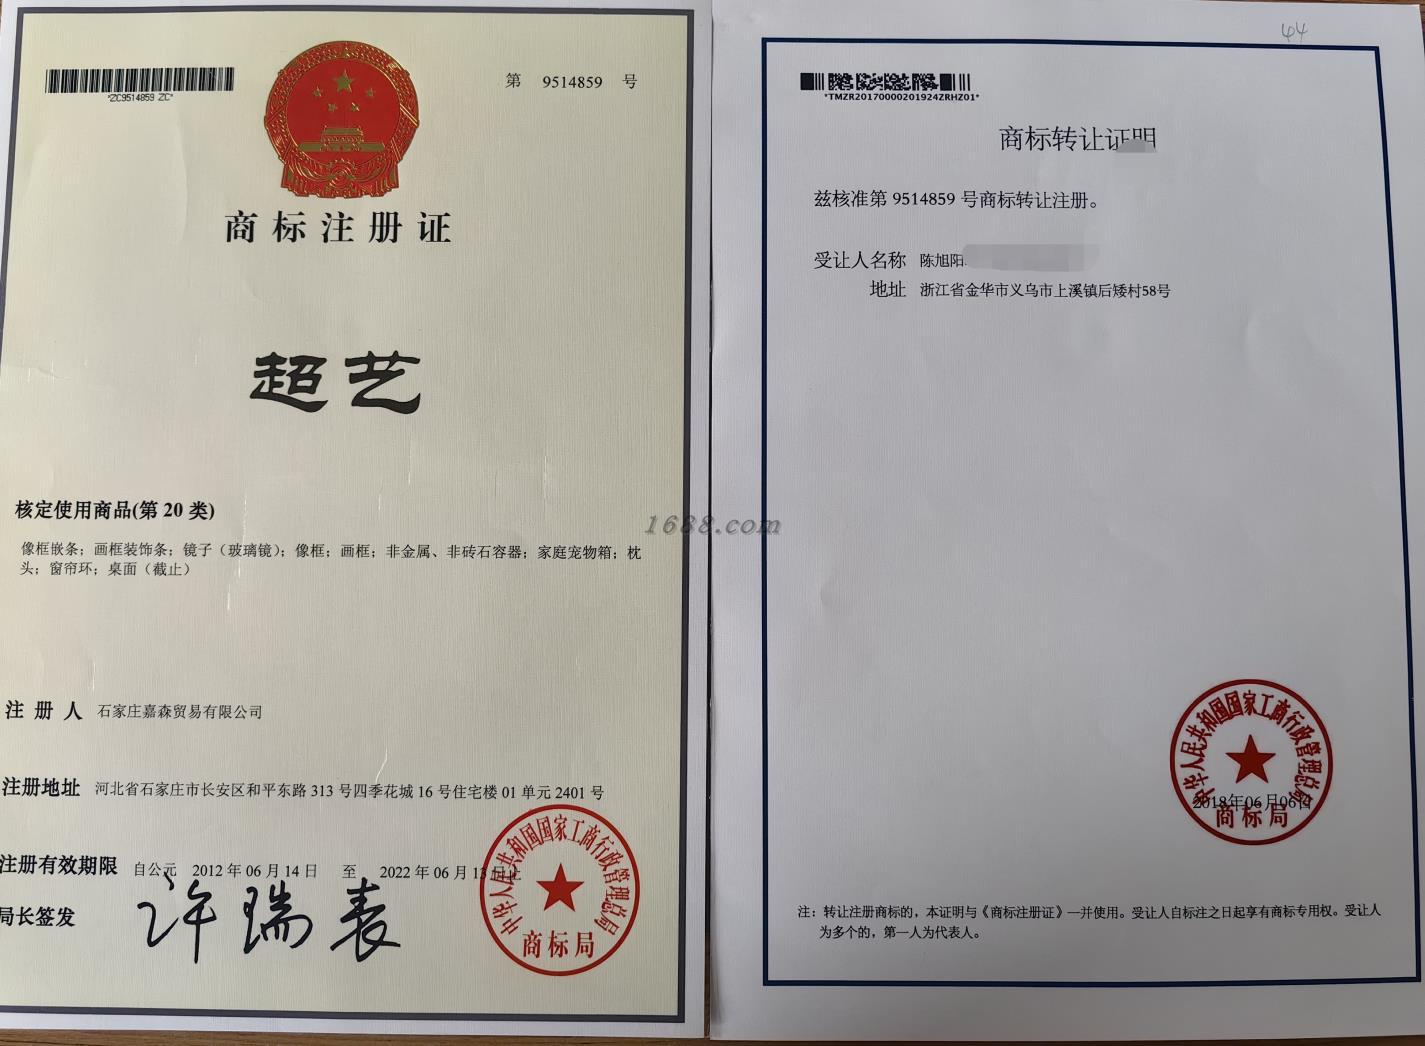 *ZC9514859 ZC*
第 9514859 号
商标注册证
超艺
核定使用商品(第 20 类)
像框嵌条；画框装饰条；镜子（玻璃镜）；像框；画框；非金属、非砖石容器；家庭宠物箱；枕
头；窗帘环；桌面（截止）
注 册 人 石家庄嘉森贸易有限公司
注册地址 河北省石家庄市长安区和平东路 313 号四季花城 16 号住宅楼 01 单元 2401 号
注册有效期限 自公元 2012 年 06 月 14 日 至 2022 年 06 月 13 日止
局长签发 许瑞表
中华人民共和国国家工商行政管理总局
商标局
1688.com
44
*TMZR20170000201924ZRHZ01*
商标转让证明
兹核准第 9514859 号商标转让注册。
受让人名称 陈旭阳
地址 浙江省金华市义乌市上溪镇后矮村58号
中华人民共和国国家工商行政管理总局
2018年06月06日
商标局
注：转让注册商标的，本证明与《商标注册证》一并使用。受让人自标注之日起享有商标专用权。受让人
为多个的，第一人为代表人。